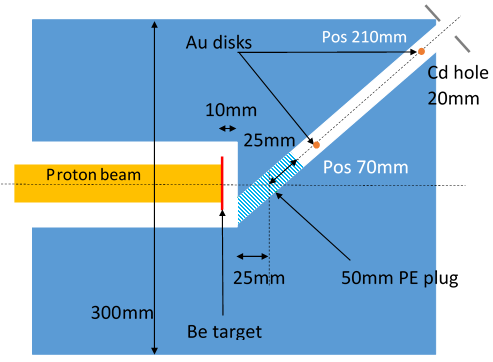 Pos 210mm
Au disks
Cd hole
20mm
10mm
25mm
Proton beam
Pos 70mm
25mm
50mm PE plug
300mm
Be target